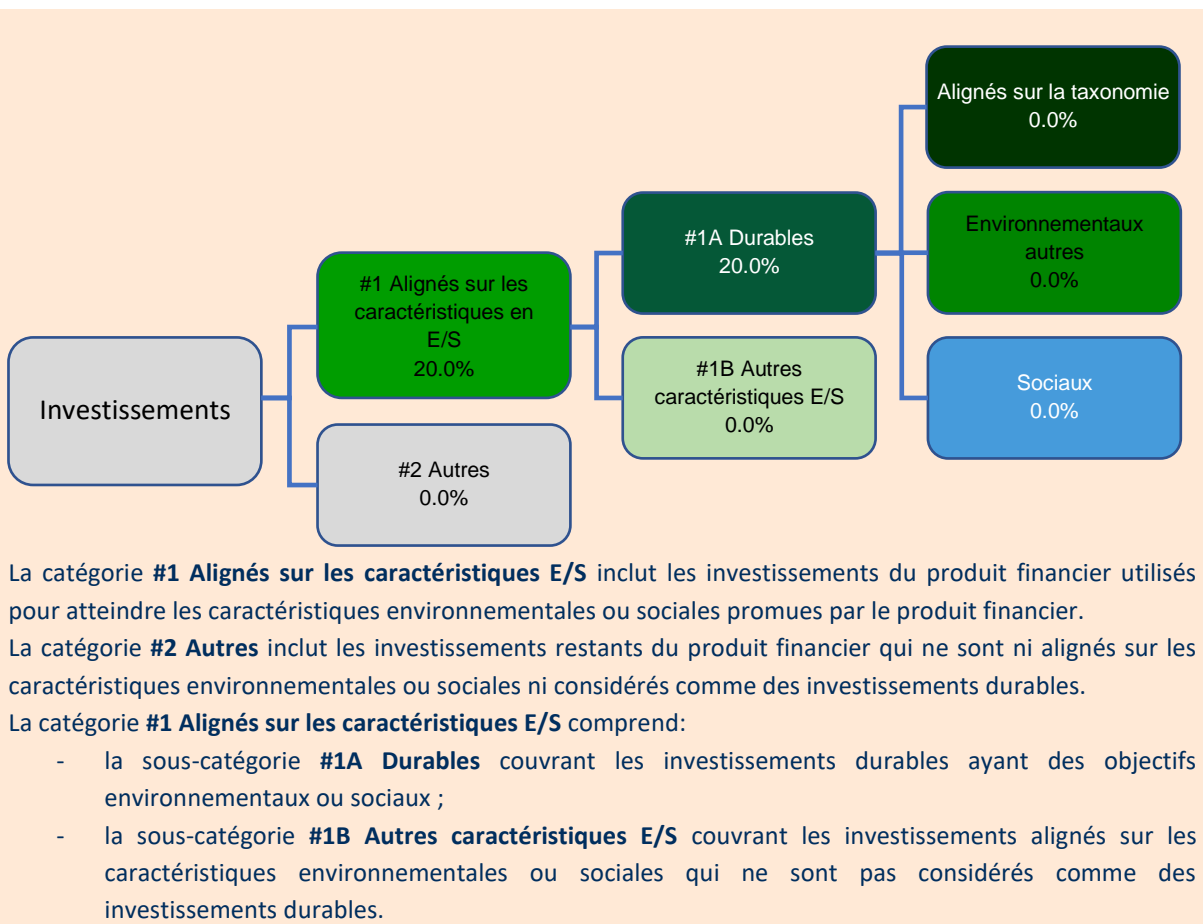 Alignés sur la taxonomie
0.0%
Environnementaux
autres
0.0%
#1A Durables
20.0%
#1 Alignés sur les
caractéristiques en
E/S
20.0%
#1B Autres
caractéristiques E/S
0.0%
Sociaux
0.0%
Investissements
#2 Autres
0.0%
La catégorie #1 Alignés sur les caractéristiques E/S inclut les investissements du produit financier utilisés
pour atteindre les caractéristiques environnementales ou sociales promues par le produit financier.
La catégorie #2 Autres inclut les investissements restants du produit financier qui ne sont ni alignés sur les
caractéristiques environnementales ou sociales ni considérés comme des investissements durables.
La catégorie #1 Alignés sur les caractéristiques E/S comprend:
- la sous-catégorie #1A Durables couvrant les investissements durables ayant des objectifs
environnementaux ou sociaux ;
- la sous-catégorie #1B Autres caractéristiques E/S couvrant les investissements alignés sur les
caractéristiques environnementales ou sociales qui ne sont pas considérés comme des
investissements durables.